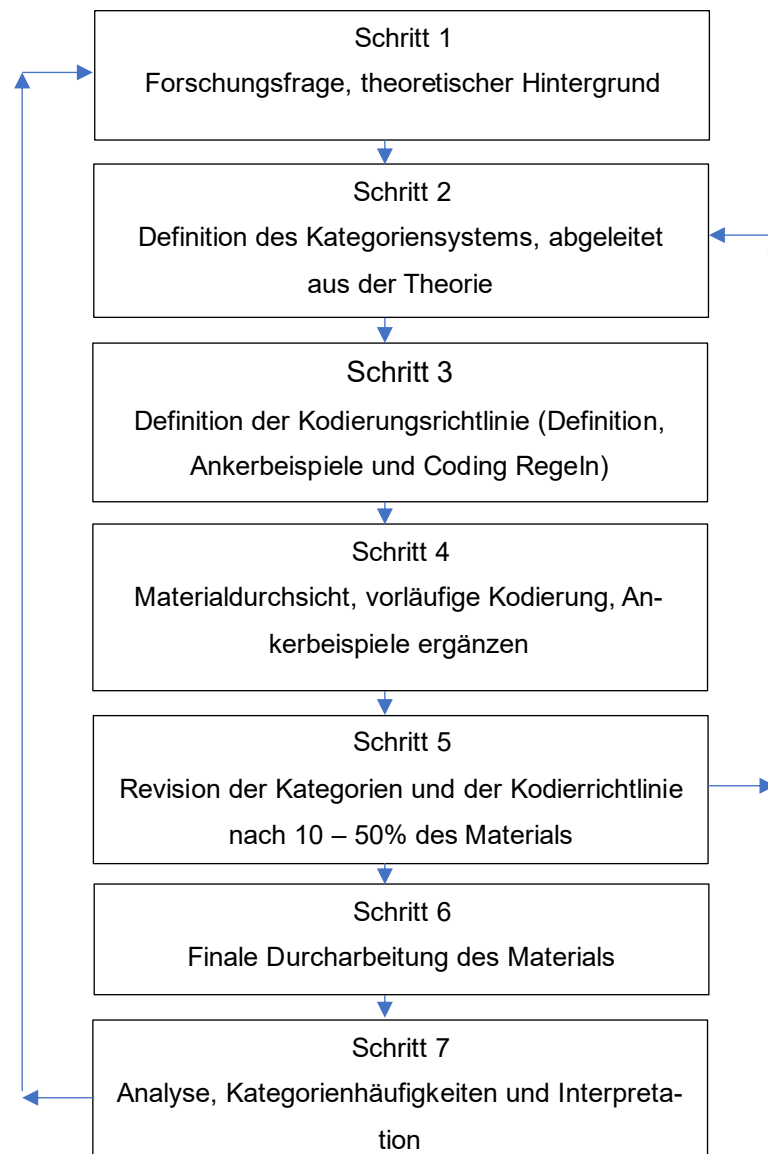 Schritt 1
Forschungsfrage, theoretischer Hintergrund
Schritt 2
Definition des Kategoriensystems, abgeleitet
aus der Theorie
Schritt 3
Definition der Kodierungsrichtlinie (Definition,
Ankerbeispiele und Coding Regeln)
Schritt 4
Materialdurchsicht, vorläufige Kodierung, An-
kerbeispiele ergänzen
Schritt 5
Revision der Kategorien und der Kodierrichtlinie
nach 10 – 50% des Materials
Schritt 6
Finale Durcharbeitung des Materials
Schritt 7
Analyse, Kategorienhäufigkeiten und Interpreta-
tion